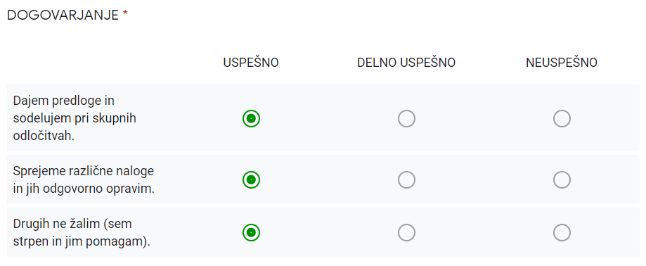 DOGOVARJANJE *
USPEŠNO DELNO USPEŠNO NEUSPEŠNO
Dajem predloge in
sodelujem pri skupnih
odločitvah.
Sprejeme različne naloge
in jih odgovorno opravim.
Drugih ne žalim (sem
strpen in jim pomagam).